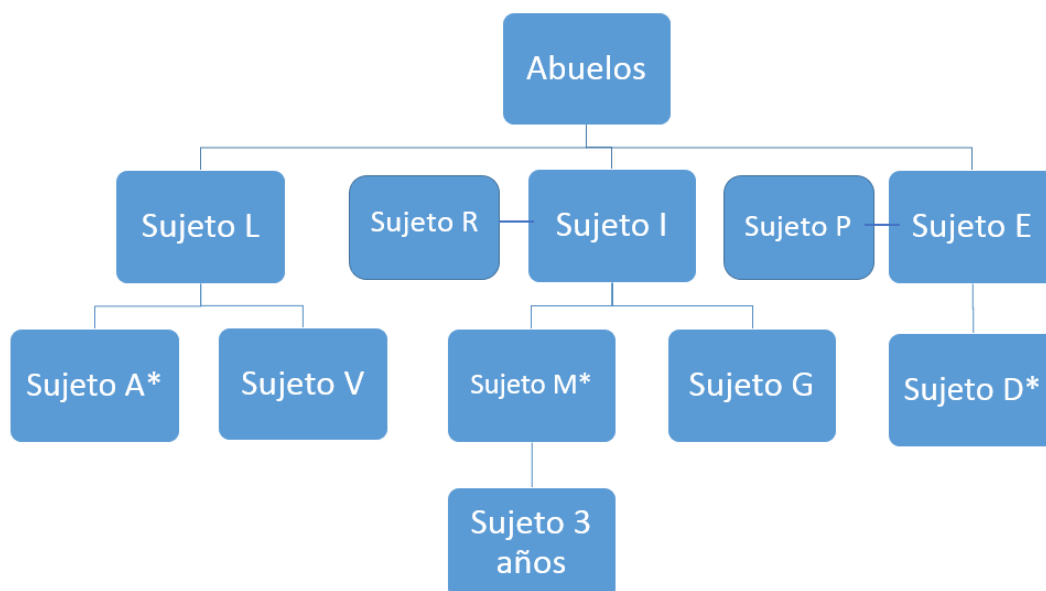 Abuelos
Sujeto L
Sujeto R
Sujeto I
Sujeto P
Sujeto E
Sujeto A*
Sujeto V
Sujeto M*
Sujeto G
Sujeto D*
Sujeto 3
años